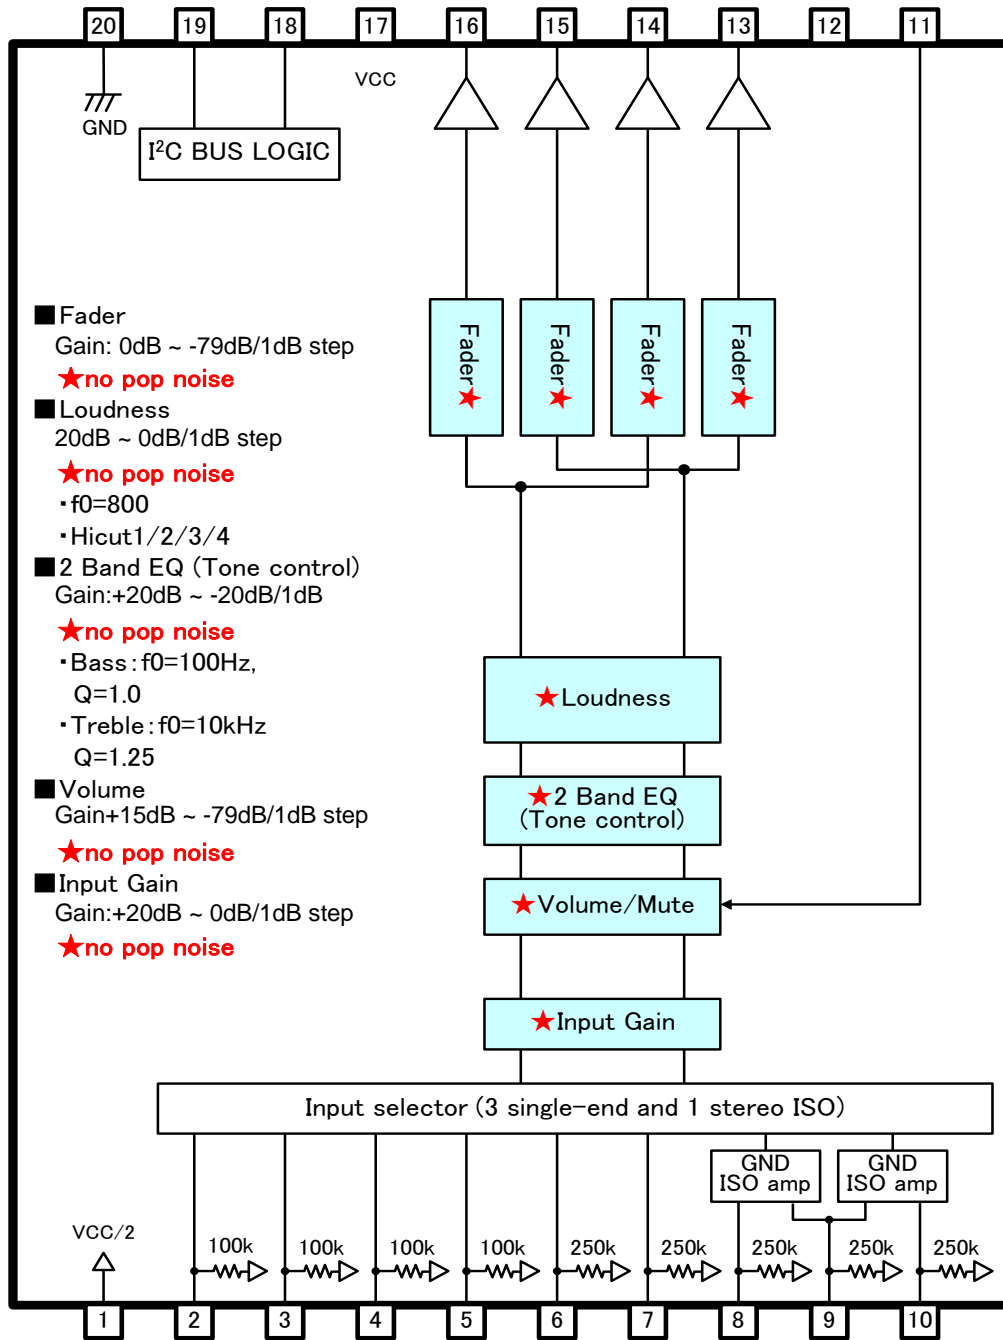 20 19 18 17 16 15 14 13 12 11
VCC
GND
I²C BUS LOGIC
■Fader
Gain: 0dB ~ -79dB/1dB step
★no pop noise
■Loudness
20dB ~ 0dB/1dB step
★no pop noise
・f0=800
・Hicut1/2/3/4
■2 Band EQ (Tone control)
Gain:+20dB ~ -20dB/1dB
★no pop noise
・Bass:f0=100Hz,
Q=1.0
・Treble:f0=10kHz
Q=1.25
■Volume
Gain+15dB ~ -79dB/1dB step
★no pop noise
■Input Gain
Gain:+20dB ~ 0dB/1dB step
★no pop noise
Fader★
Fader★
Fader★
Fader★
★Loudness
★2 Band EQ
(Tone control)
★Volume/Mute
★Input Gain
Input selector (3 single-end and 1 stereo ISO)
GND
ISO amp
GND
ISO amp
VCC/2
100k 100k 100k 100k 250k 250k 250k 250k 250k
1 2 3 4 5 6 7 8 9 10